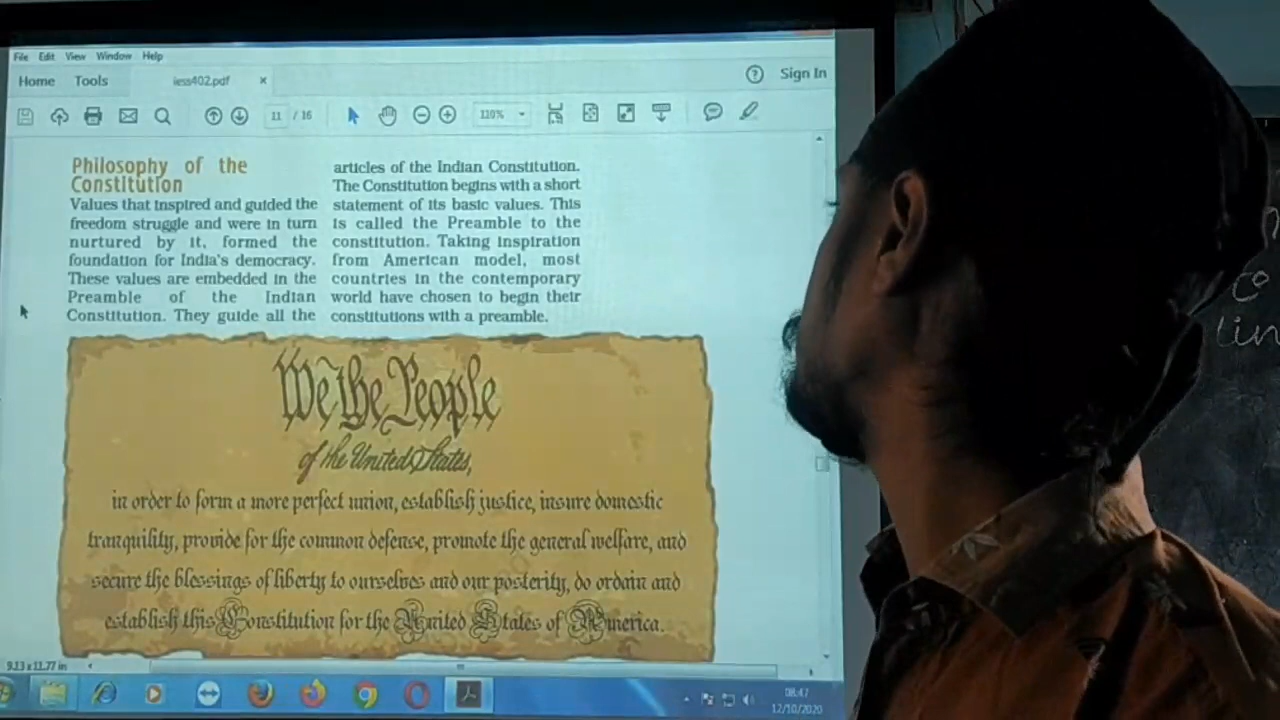 File Edit View Window Help
Home Tools iess402.pdf × ? Sign In
11 / 16 110%
Philosophy of the
Constitution
Values that inspired and guided the
freedom struggle and were in turn
nurtured by it, formed the
foundation for India's democracy.
These values are embedded in the
Preamble of the Indian
Constitution. They guide all the
articles of the Indian Constitution.
The Constitution begins with a short
statement of its basic values. This
is called the Preamble to the
constitution. Taking inspiration
from American model, most
countries in the contemporary
world have chosen to begin their
constitutions with a preamble.
We the People
of the United States,
in order to form a more perfect union, establish justice, insure domestic
tranquility, provide for the common defense, promote the general welfare, and
secure the blessings of liberty to ourselves and our posterity, do ordain and
establish this Constitution for the United States of America.
9.13 x 11.77 in
08:47
12/10/2020